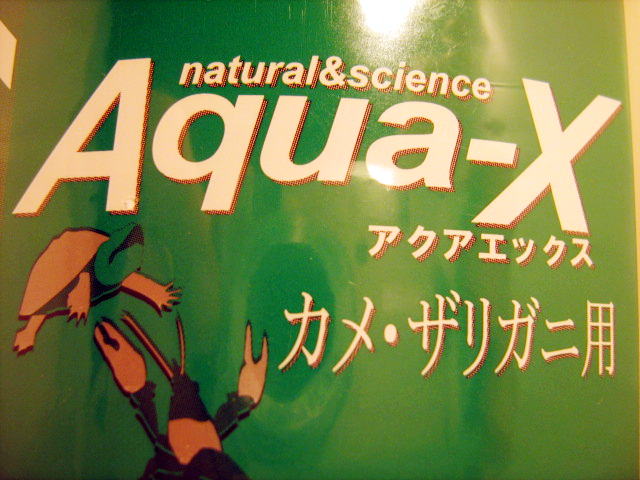 natural&science
Aqua-X
アクアエックス
カメ・ザリガニ用